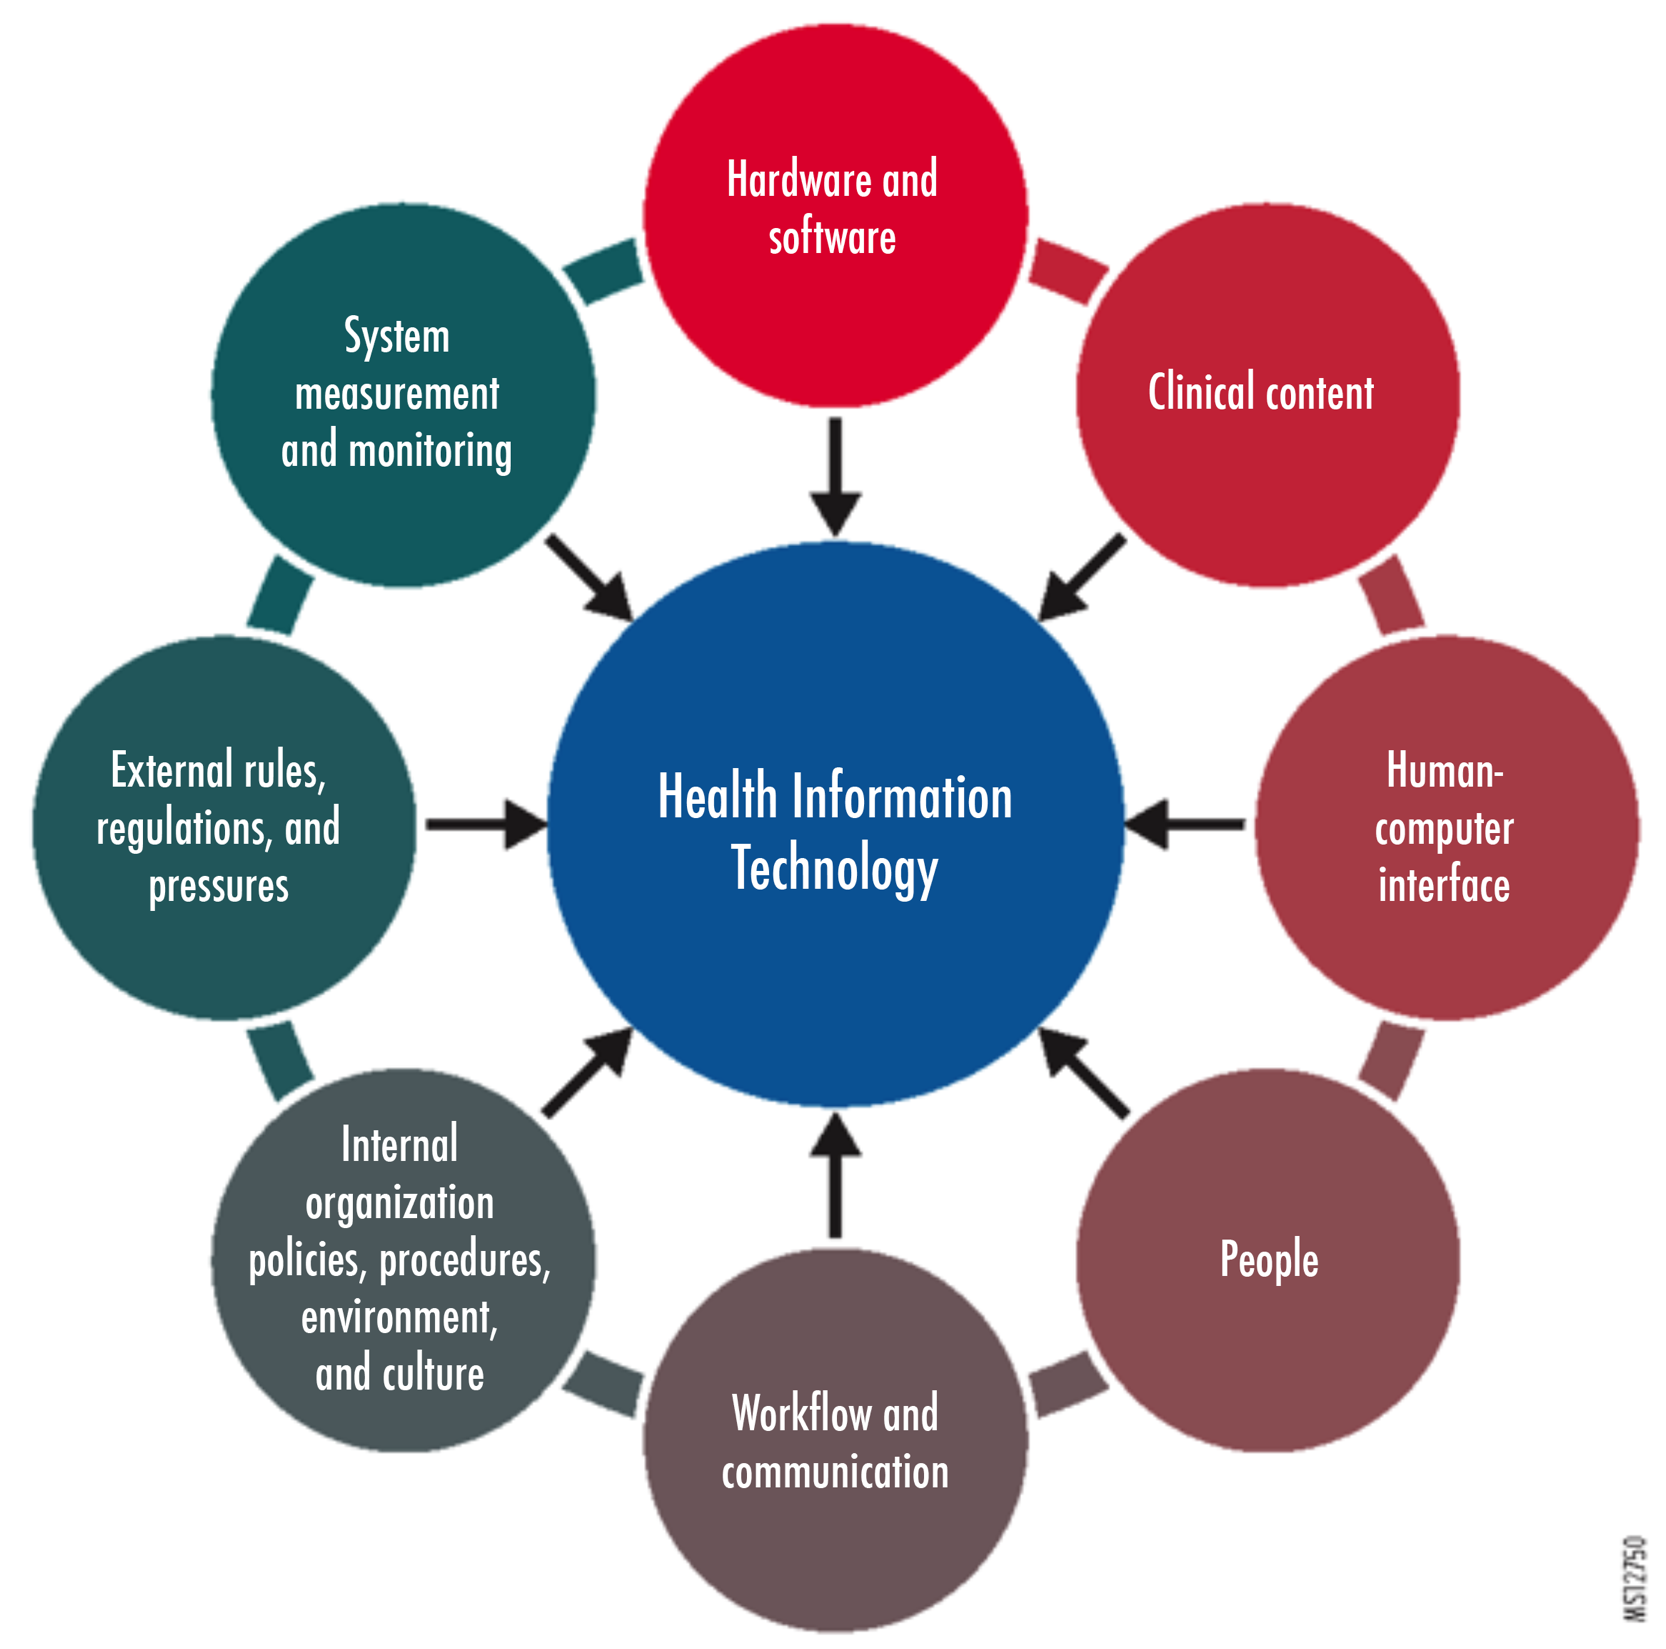 Hardware and
software
Clinical content
Human-
computer
interface
People
Workflow and
communication
Internal
organization
policies, procedures,
environment,
and culture
External rules,
regulations, and
pressures
System
measurement
and monitoring
Health Information
Technology
MS12750